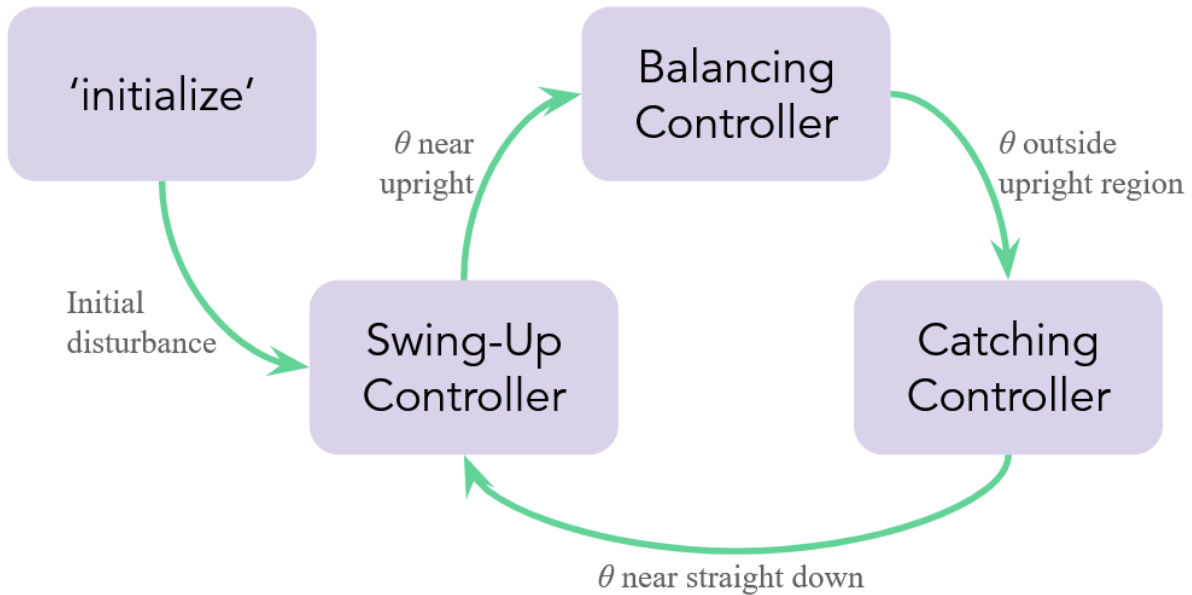 ‘initialize‘
Balancing
Controller
θ near
upright
θ outside
upright region
Initial
disturbance
Swing-Up
Controller
Catching
Controller
θ near straight down